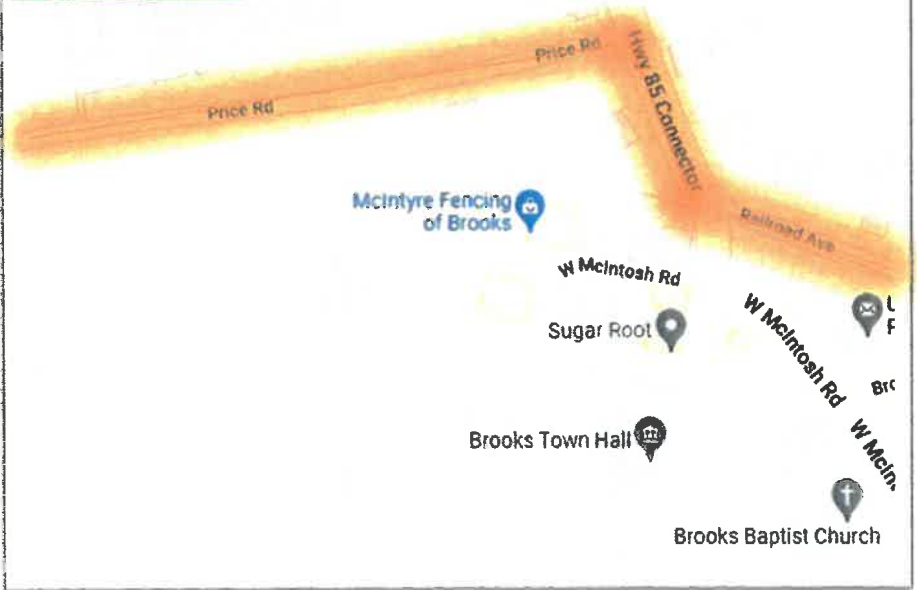 Price Rd
Price Rd
Hwy 85 Connector
McIntyre Fencing
of Brooks
Railroad Ave
W McIntosh Rd
W McIntosh Rd
Sugar Root
Brooks Town Hall
Brooks Baptist Church